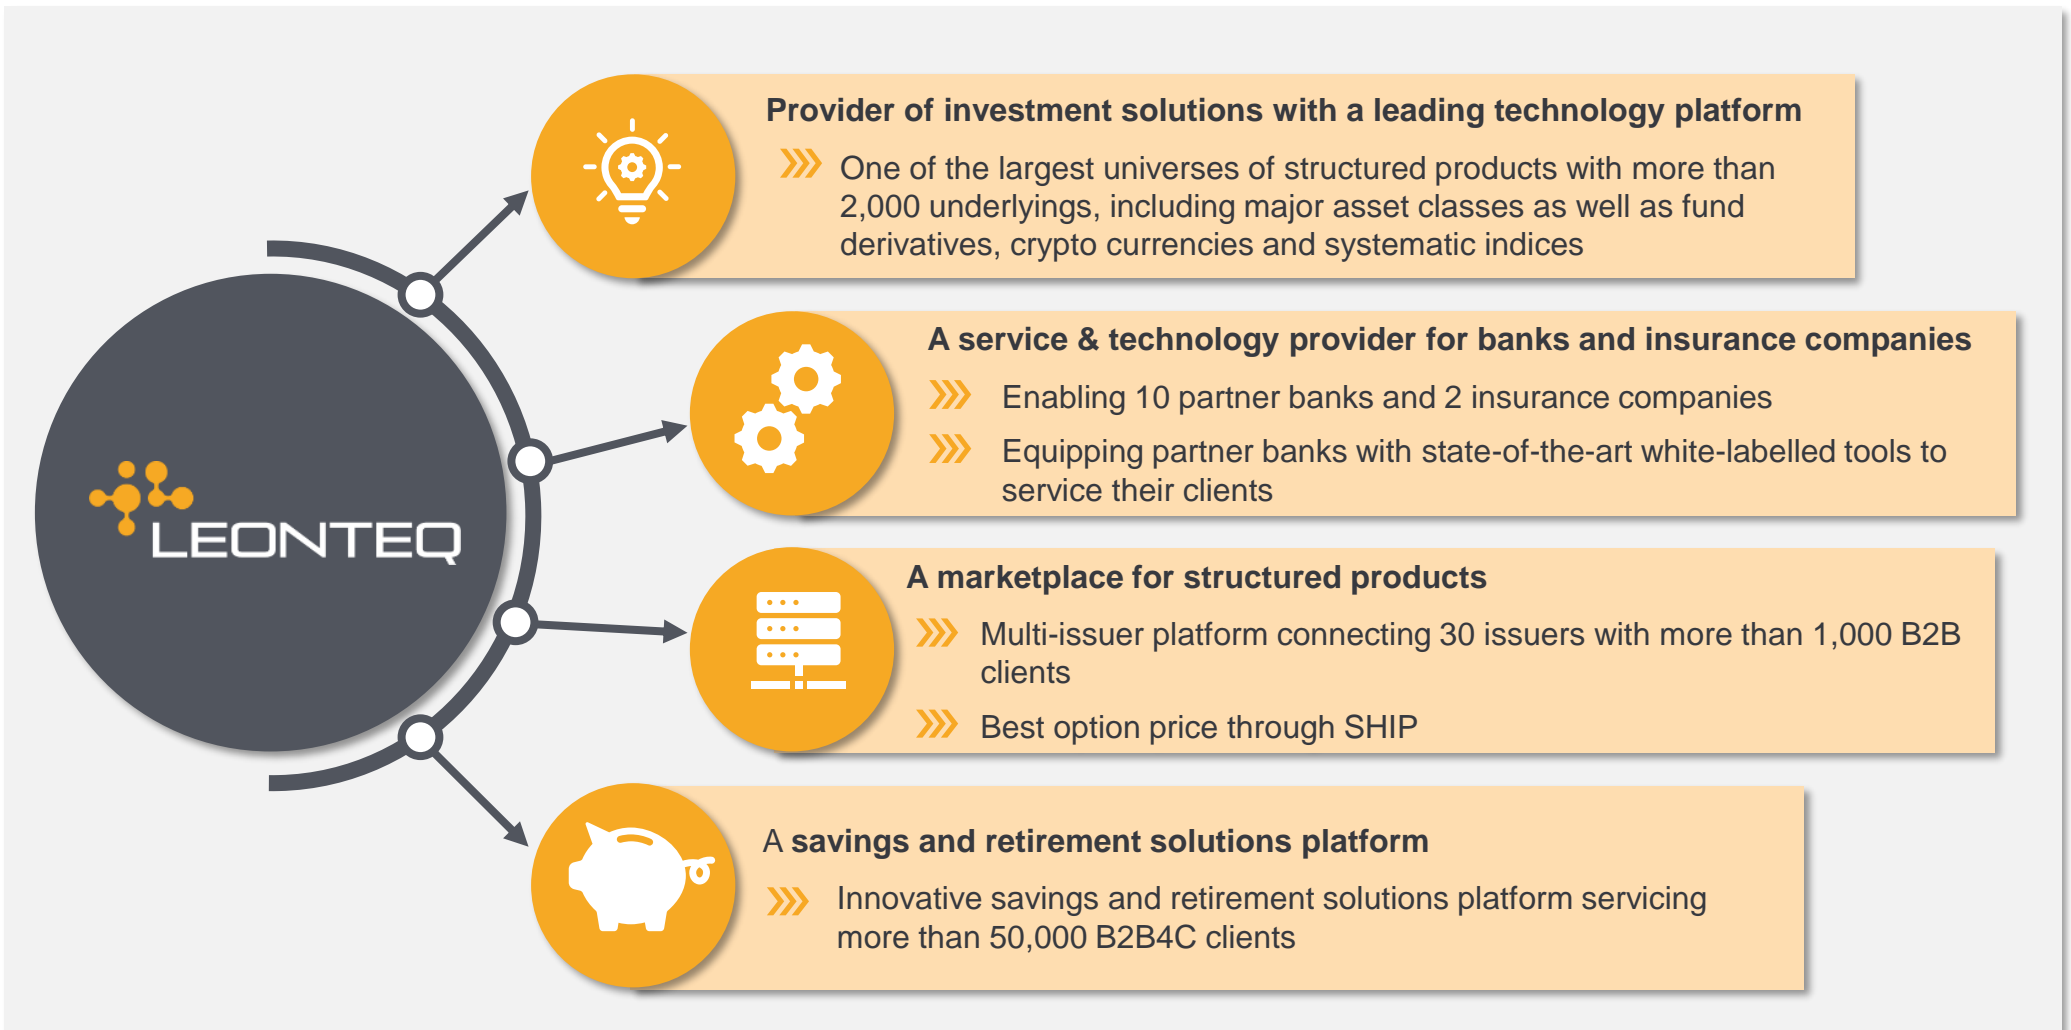 LEONTEQ
Provider of investment solutions with a leading technology platform
One of the largest universes of structured products with more than
2,000 underlyings, including major asset classes as well as fund
derivatives, crypto currencies and systematic indices
A service & technology provider for banks and insurance companies
Enabling 10 partner banks and 2 insurance companies
Equipping partner banks with state-of-the-art white-labelled tools to
service their clients
A marketplace for structured products
Multi-issuer platform connecting 30 issuers with more than 1,000 B2B
clients
Best option price through SHIP
A savings and retirement solutions platform
Innovative savings and retirement solutions platform servicing
more than 50,000 B2B4C clients